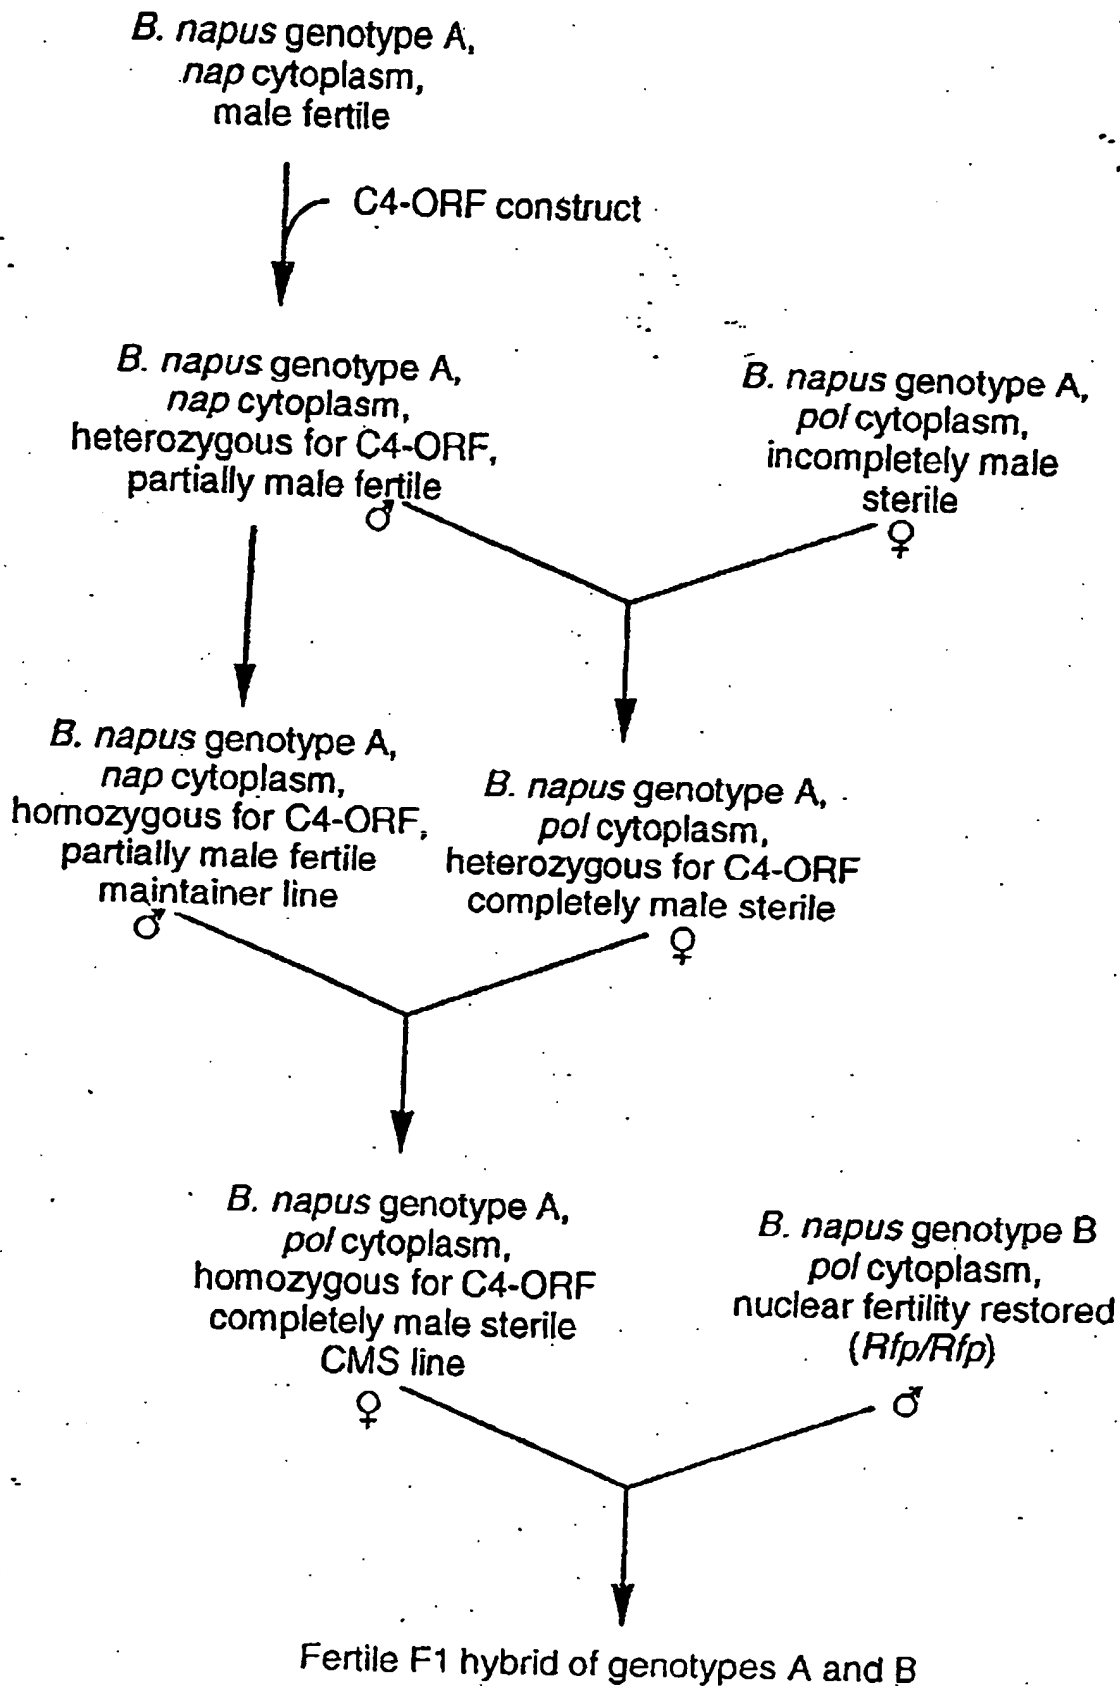 B. napus genotype A,
nap cytoplasm,
male fertile
C4-ORF construct
B. napus genotype A,
nap cytoplasm,
heterozygous for C4-ORF,
partially male fertile
♂
B. napus genotype A,
pol cytoplasm,
incompletely male
sterile
♀
B. napus genotype A,
nap cytoplasm,
homozygous for C4-ORF,
partially male fertile
maintainer line
♂
B. napus genotype A,
pol cytoplasm,
heterozygous for C4-ORF
completely male sterile
♀
B. napus genotype A,
pol cytoplasm,
homozygous for C4-ORF
completely male sterile
CMS line
♀
B. napus genotype B
pol cytoplasm,
nuclear fertility restored
(Rfp/Rfp)
♂
Fertile F1 hybrid of genotypes A and B